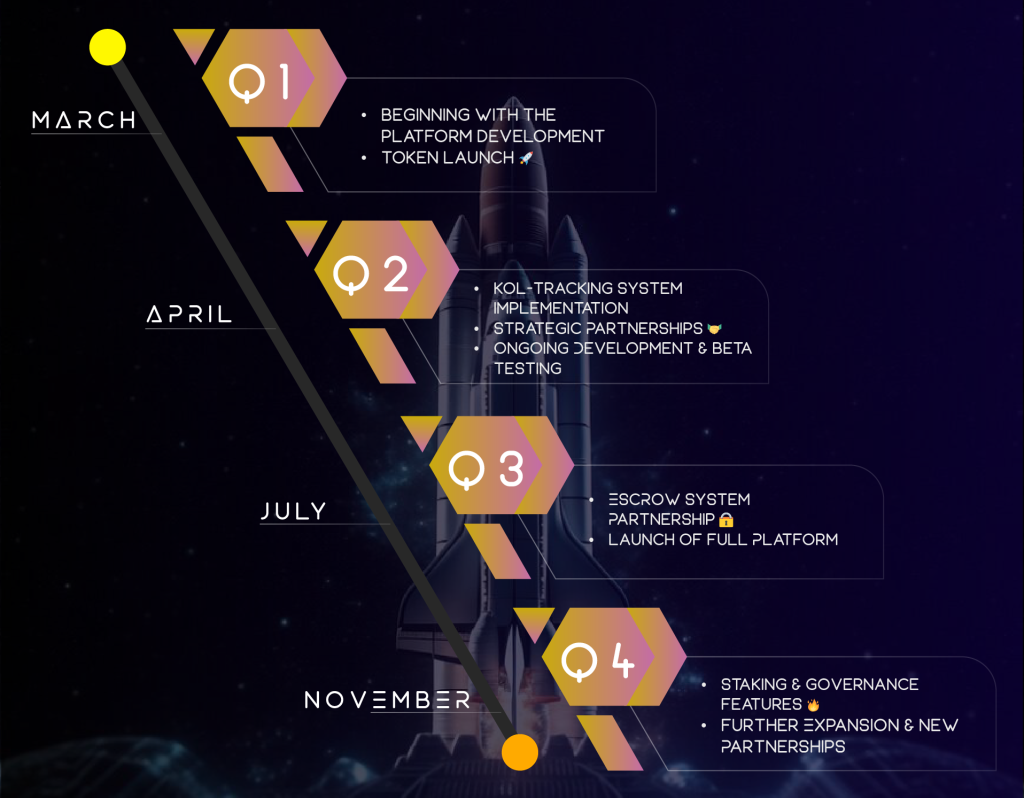 Q1
MARCH
• BEGINNING WITH THE
PLATFORM DEVELOPMENT
• TOKEN LAUNCH 🚀
Q2
APRIL
• KOL-TRACKING SYSTEM
IMPLEMENTATION
• STRATEGIC PARTNERSHIPS 🤝
• ONGOING DEVELOPMENT & BETA
TESTING
Q3
JULY
• ESCROW SYSTEM
PARTNERSHIP 🔒
• LAUNCH OF FULL PLATFORM
Q4
NOVEMBER
• STAKING & GOVERNANCE
FEATURES 🔥
• FURTHER EXPANSION & NEW
PARTNERSHIPS